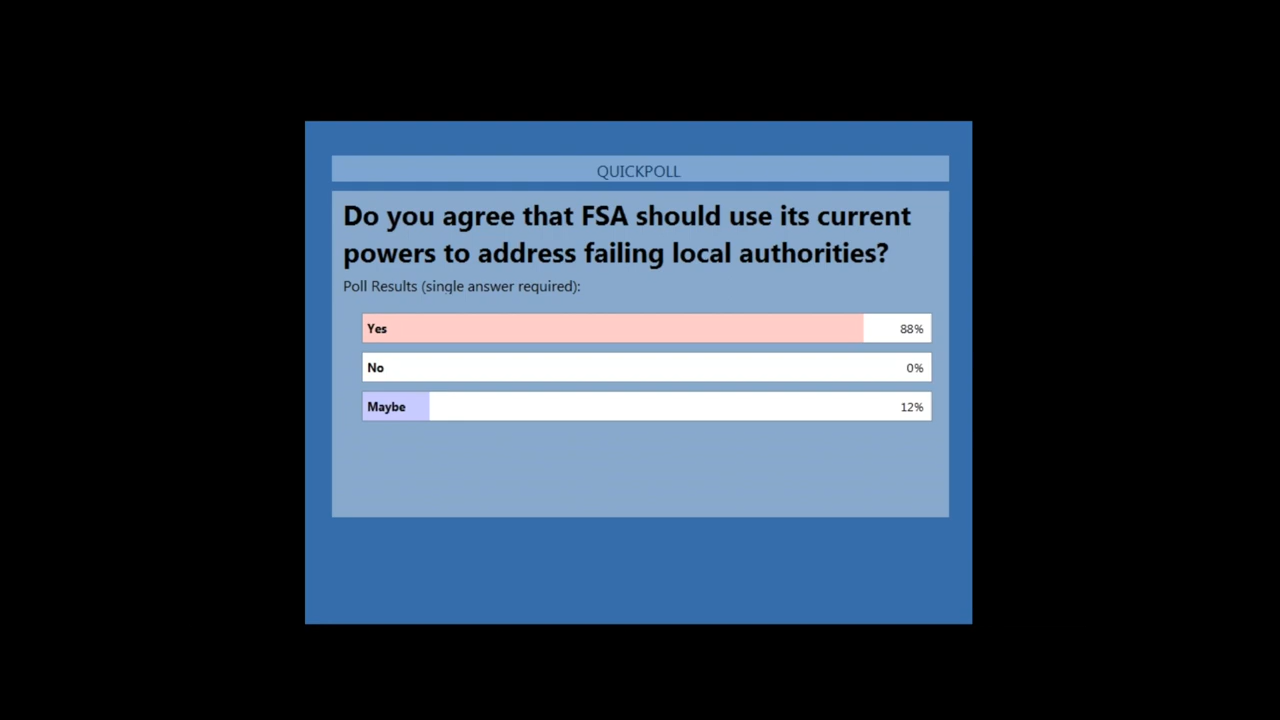 QUICKPOLL
Do you agree that FSA should use its current
powers to address failing local authorities?
Poll Results (single answer required):
Yes 88%
No 0%
Maybe 12%